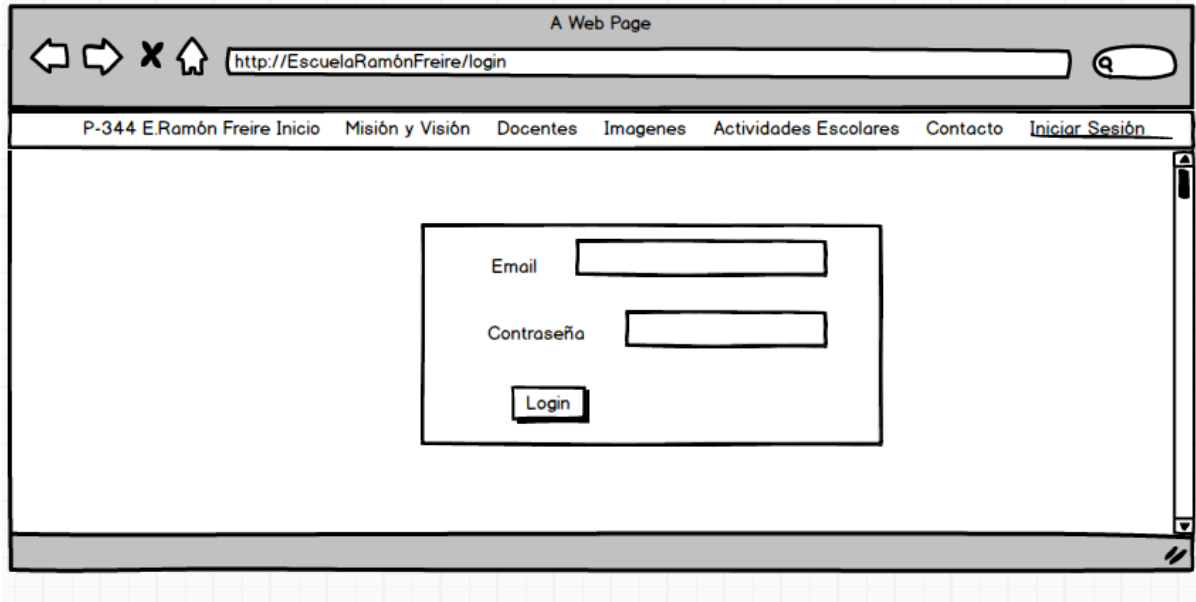 A Web Page
http://EscuelaRamónFreire/login
P-344 E.Ramón Freire Inicio Misión y Visión Docentes Imagenes Actividades Escolares Contacto Iniciar Sesión
Email
Contraseña
Login